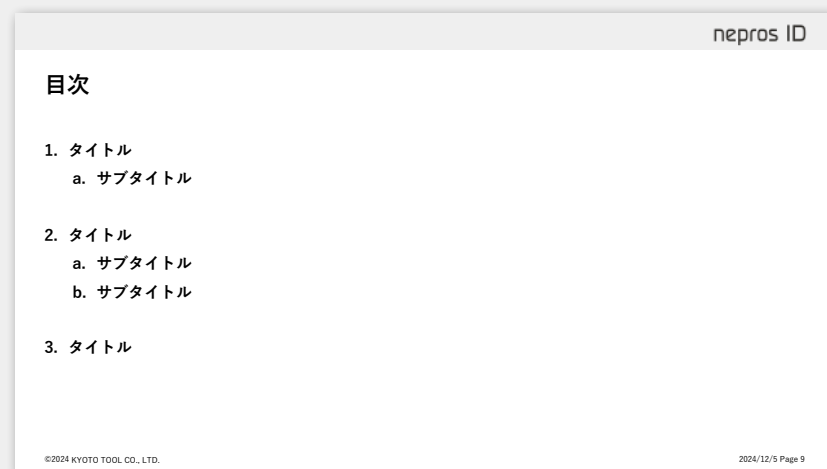 nepros ID
目次
1. タイトル
a. サブタイトル
2. タイトル
a. サブタイトル
b. サブタイトル
3. タイトル
©2024 KYOTO TOOL CO., LTD.
2024/12/5 Page 9